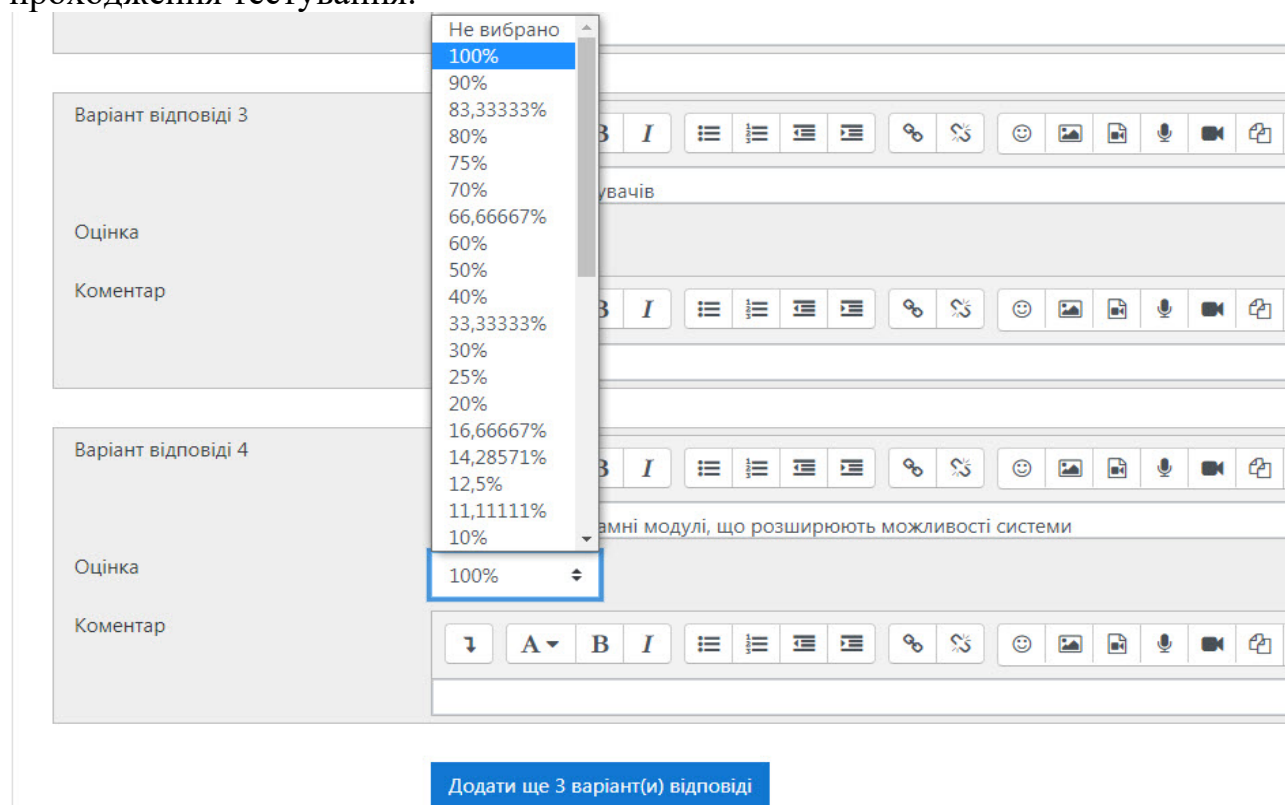 проходження тестування.
Не вибрано
100%
90%
Варіант відповіді 3
83,33333%
80%
B I
75%
70%
увачів
66,66667%
Оцінка
60%
50%
Коментар
40%
B I
33,33333%
30%
25%
20%
16,66667%
Варіант відповіді 4
14,28571%
B I
12,5%
11,11111%
амні модулі, що розширюють можливості системи
10%
Оцінка
100%
Коментар
A B I
Додати ще 3 варіант(и) відповіді